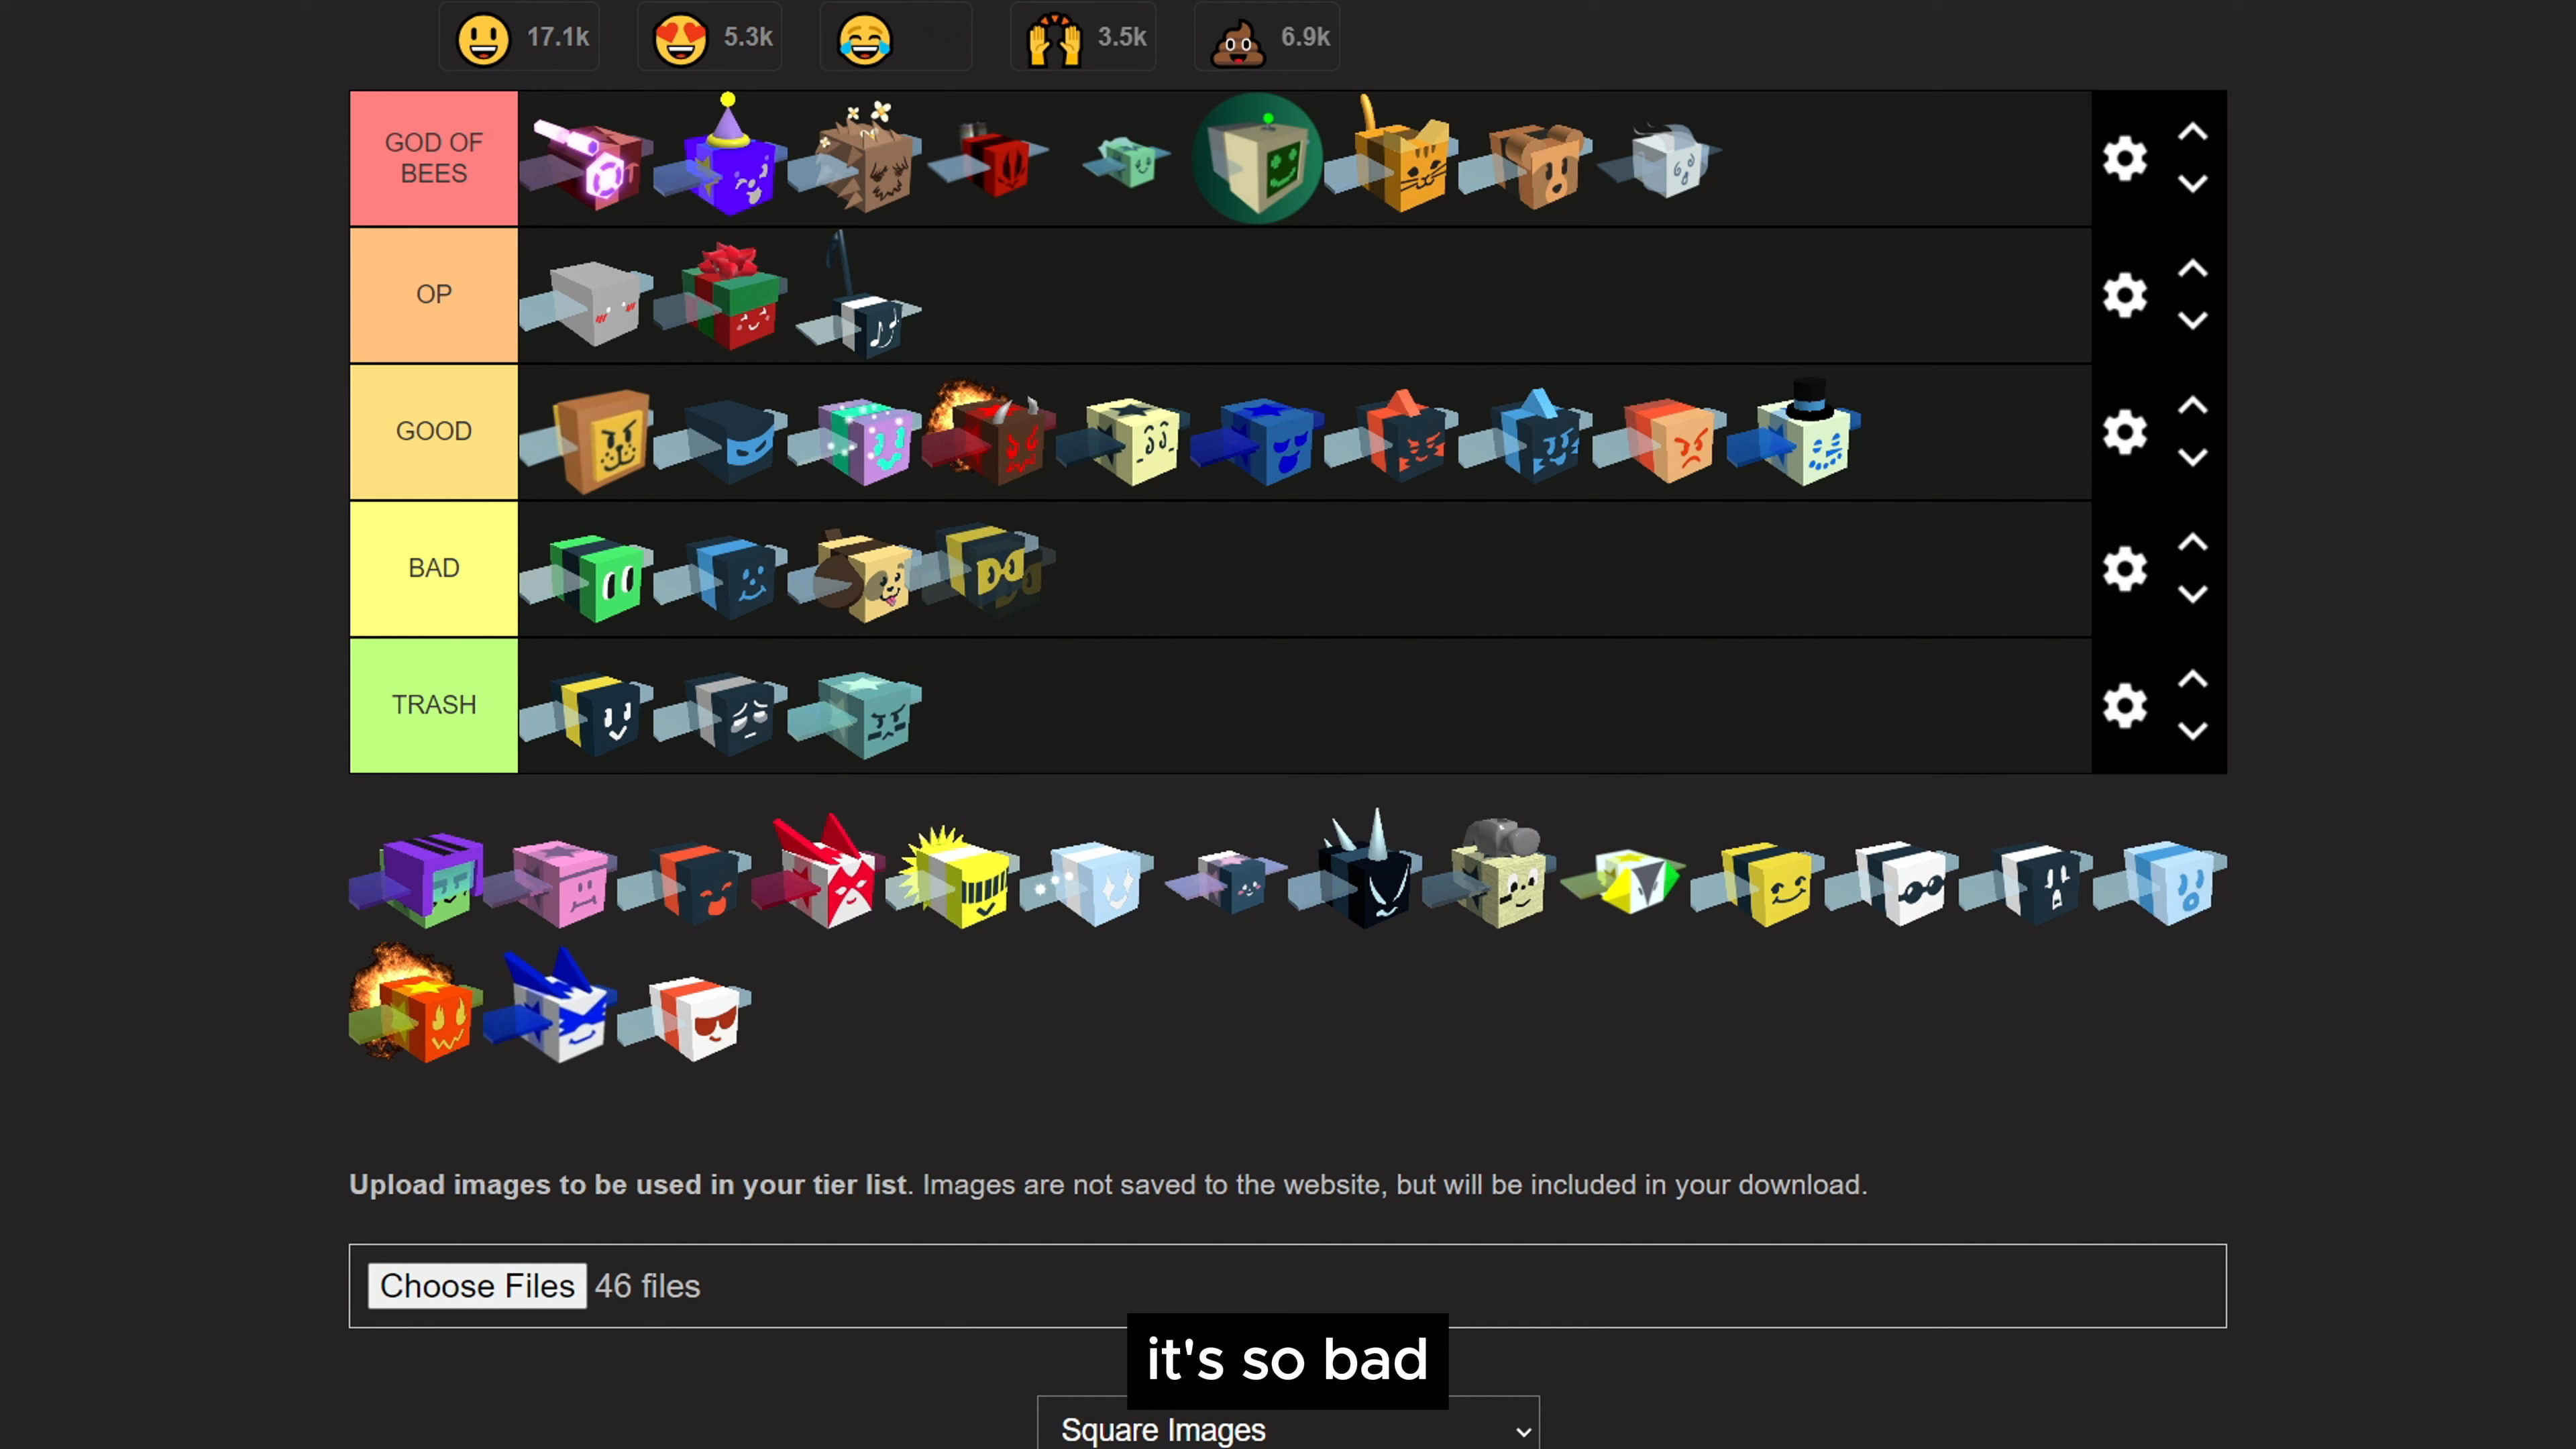 17.1k 5.3k 3.5k 6.9k
GOD OF
BEES
OP
GOOD
BAD
TRASH
Upload images to be used in your tier list. Images are not saved to the website, but will be included in your download.
Choose Files 46 files
it's so bad
Square Images